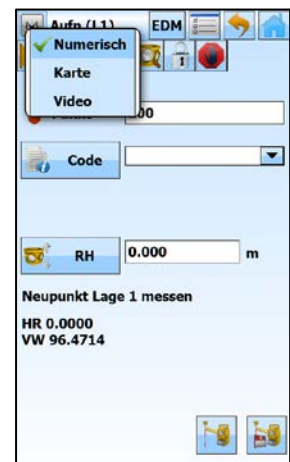 Aufn (L1) EDM
Numerisch
Karte
Video
00
Code
RH 0.000 m
Neupunkt Lage 1 messen
HR 0.0000
VW 96.4714